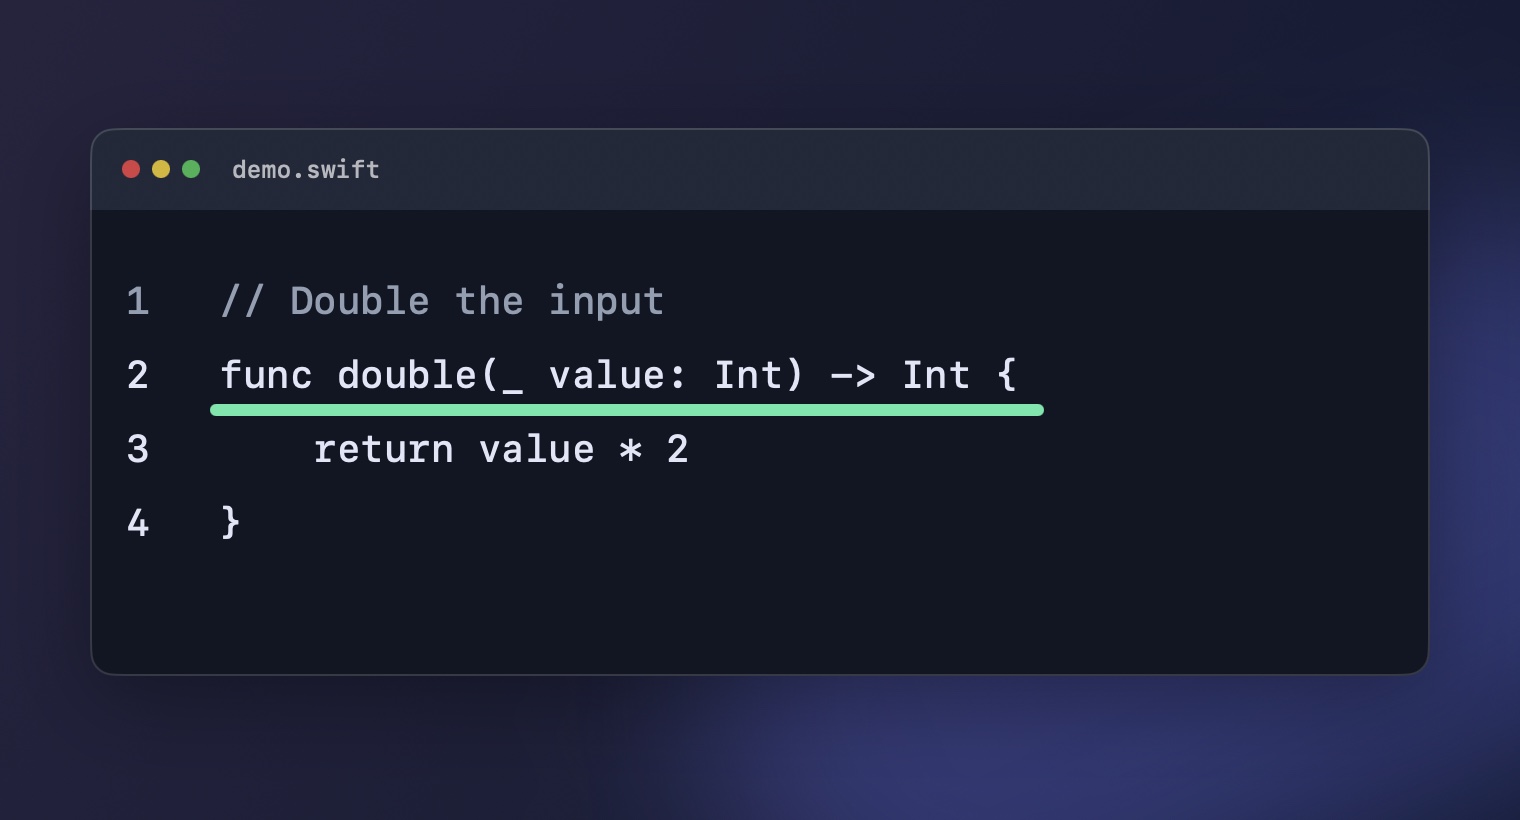 demo.swift
1 // Double the input
2 func double(_ value: Int) -> Int {
3     return value * 2
4 }